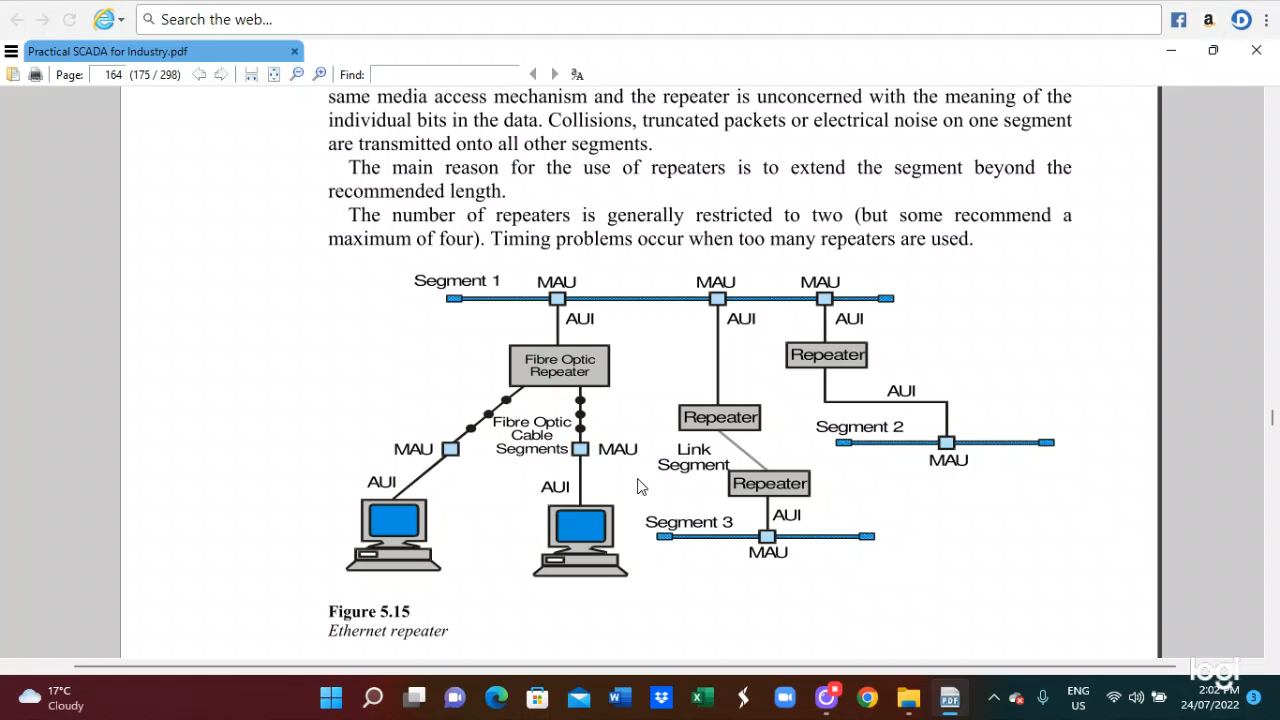 Search the web...
Practical SCADA for Industry.pdf
Page: 164 (175 / 298) Find:
same media access mechanism and the repeater is unconcerned with the meaning of the
individual bits in the data. Collisions, truncated packets or electrical noise on one segment
are transmitted onto all other segments.
The main reason for the use of repeaters is to extend the segment beyond the
recommended length.
The number of repeaters is generally restricted to two (but some recommend a
maximum of four). Timing problems occur when too many repeaters are used.
Segment 1 MAU MAU MAU
AUI AUI AUI
Fibre Optic
Repeater
Repeater
AUI
Repeater
Segment 2
MAU
Fibre Optic
Cable
Segments
MAU MAU
Link
Segment
Repeater
AUI AUI
AUI
Segment 3
MAU
Figure 5.15
Ethernet repeater
logi
17°C
Cloudy
ENG
US
2:02 PM
24/07/2022
3